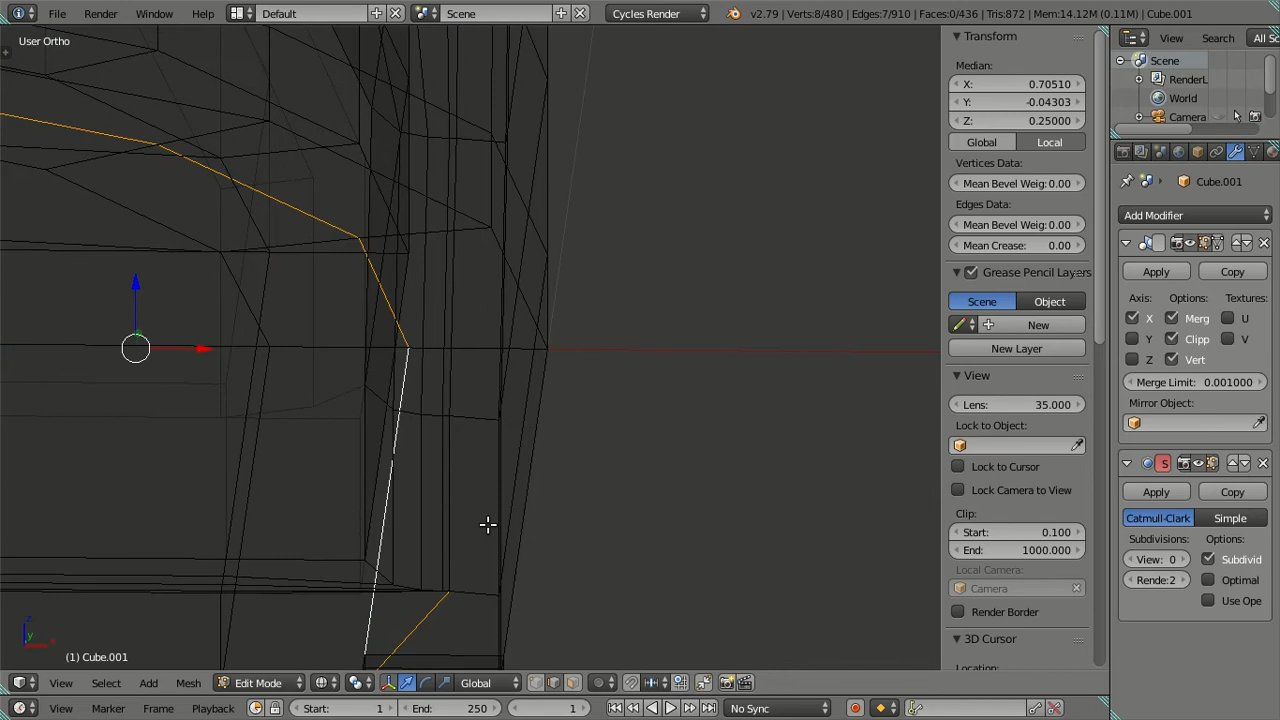 File Render Window Help Default Scene Cycles Render v2.79 | Verts:8/480 | Edges:7/910 | Faces:0/436 | Tris:872 | Mem:14.12M (0.11M) | Cube.001
User Ortho
Transform
Median:
X: 0.70510
Y: -0.04303
Z: 0.25000
Global Local
Vertices Data:
Mean Bevel Weig: 0.00
Edges Data:
Mean Bevel Weig: 0.00
Mean Crease: 0.00
Grease Pencil Layers
Scene Object
New
New Layer
View
Lens: 35.000
Lock to Object:
Lock to Cursor
Lock Camera to View
Clip:
Start: 0.100
End: 1000.000
Local Camera:
Camera
Render Border
3D Cursor
Location:
View Search All Sc
Scene
RenderL
World
Camera
Cube.001
Add Modifier
Apply Copy
Axis: Options: Textures:
X Merg U
Y Clipp V
Z Vert
Merge Limit: 0.001000
Mirror Object:
S
Apply Copy
Catmull-Clark Simple
Subdivisions: Options:
View: 0 Subdivid
Rende: 2 Optimal
Use Ope
z
y
x
(1) Cube.001
View Select Add Mesh Edit Mode Global
View Marker Frame Playback Start: 1 End: 250 1 No Sync